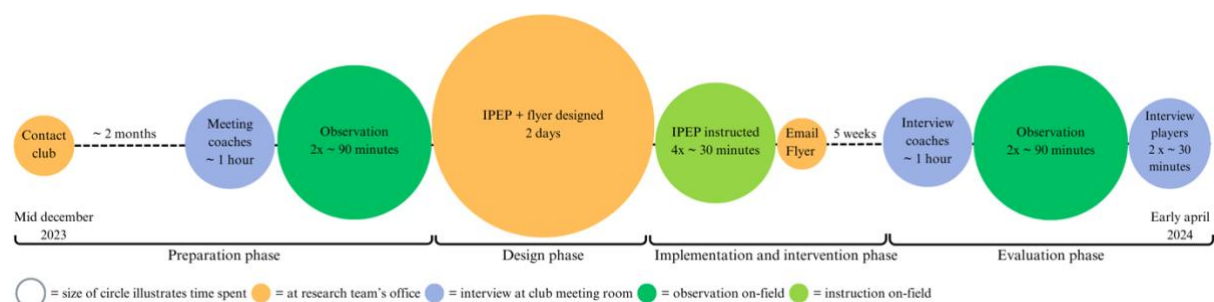 Contact
club
~ 2 months
Meeting
coaches
~ 1 hour
Observation
2x ~ 90 minutes
IPEP + flyer designed
2 days
IPEP instructed
4x ~ 30 minutes
Email
Flyer
5 weeks
Interview
coaches
~ 1 hour
Observation
2x ~ 90 minutes
Interview
players
2 x ~ 30
minutes
Mid december
2023
Early april
2024
Preparation phase
Design phase
Implementation and intervention phase
Evaluation phase
= size of circle illustrates time spent
= at research team's office
= interview at club meeting room
= observation on-field
= instruction on-field